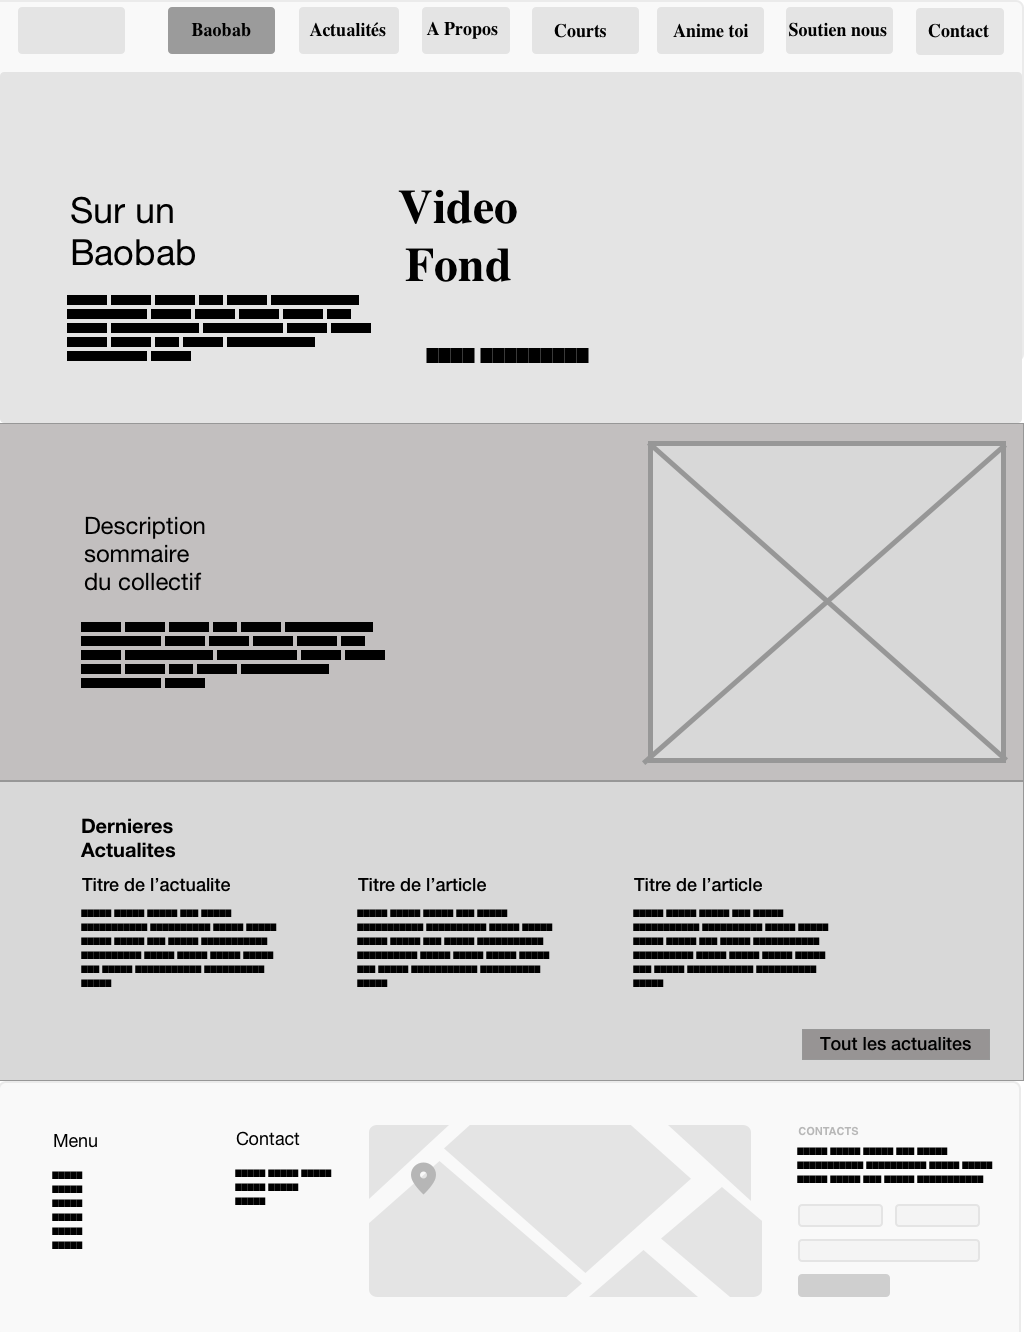 Baobab Actualités A Propos Courts Anime toi Soutien nous Contact
Sur un
Baobab
Video
Fond
Description
sommaire
du collectif
Dernieres
Actualites
Titre de l'actualite
Titre de l'article
Titre de l'article
Tout les actualites
Menu
Contact
CONTACTS